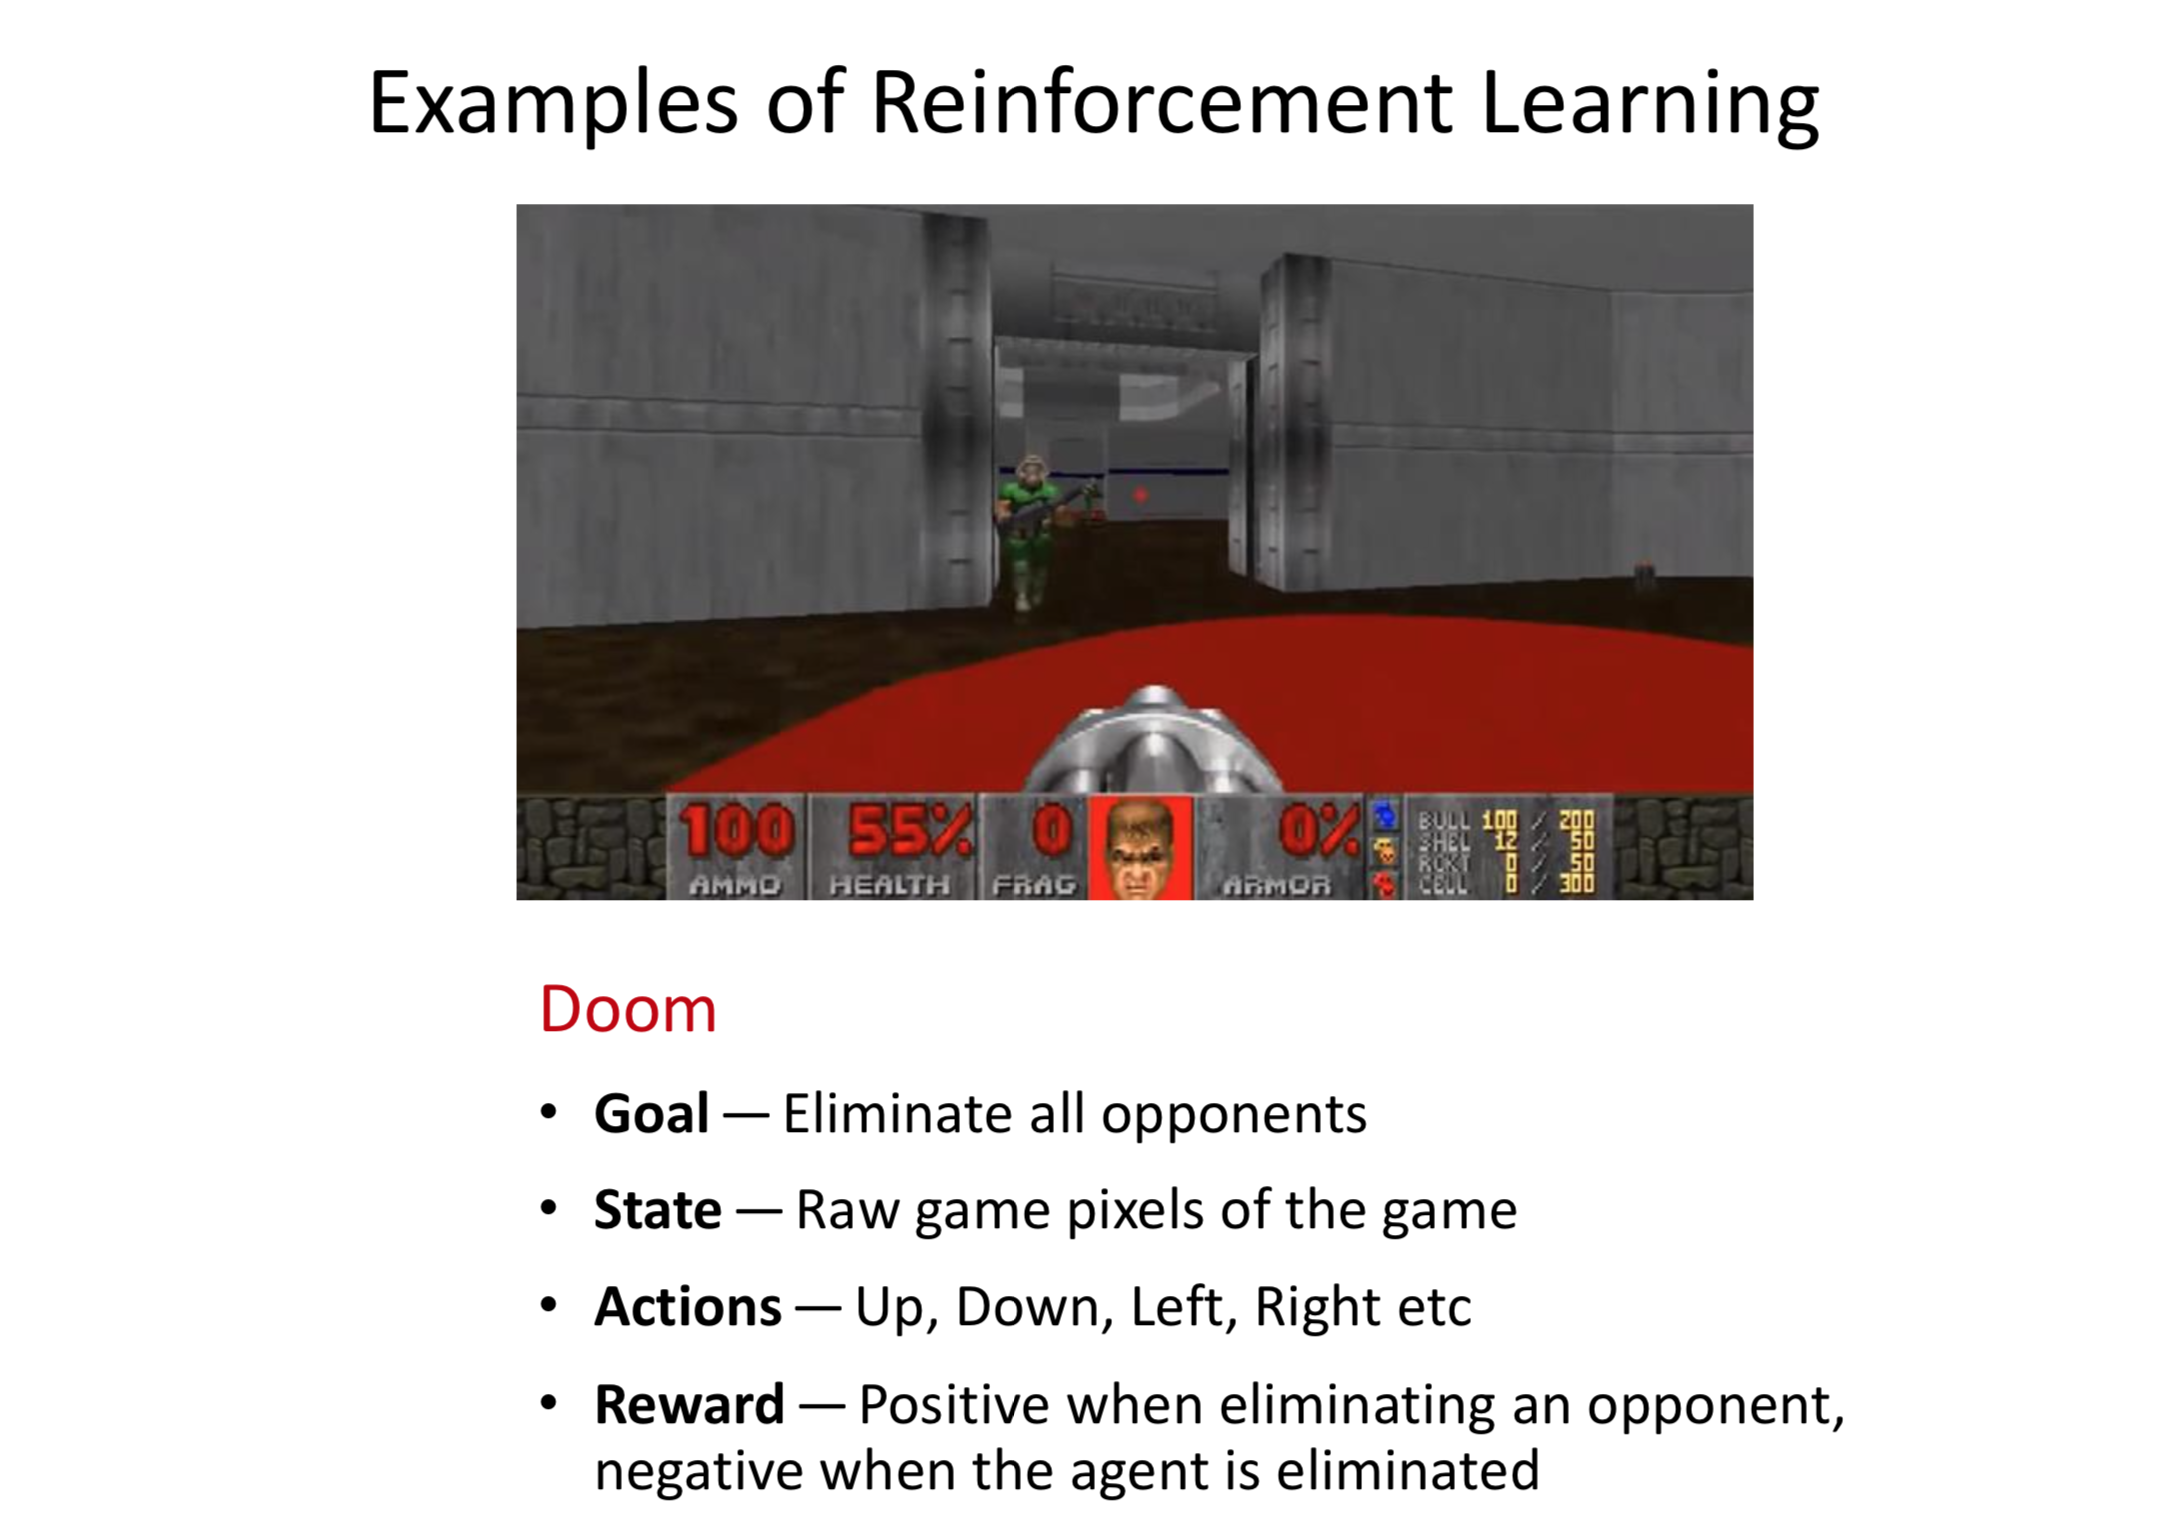 Examples of Reinforcement Learning
100 55% 0 0%
AMMO HEALTH FRAG ARMOR
BULL 100 / 200
SHEL 12 / 50
RCKT 0 / 50
CELL 0 / 300
Doom
• Goal — Eliminate all opponents
• State — Raw game pixels of the game
• Actions — Up, Down, Left, Right etc
• Reward — Positive when eliminating an opponent,
negative when the agent is eliminated